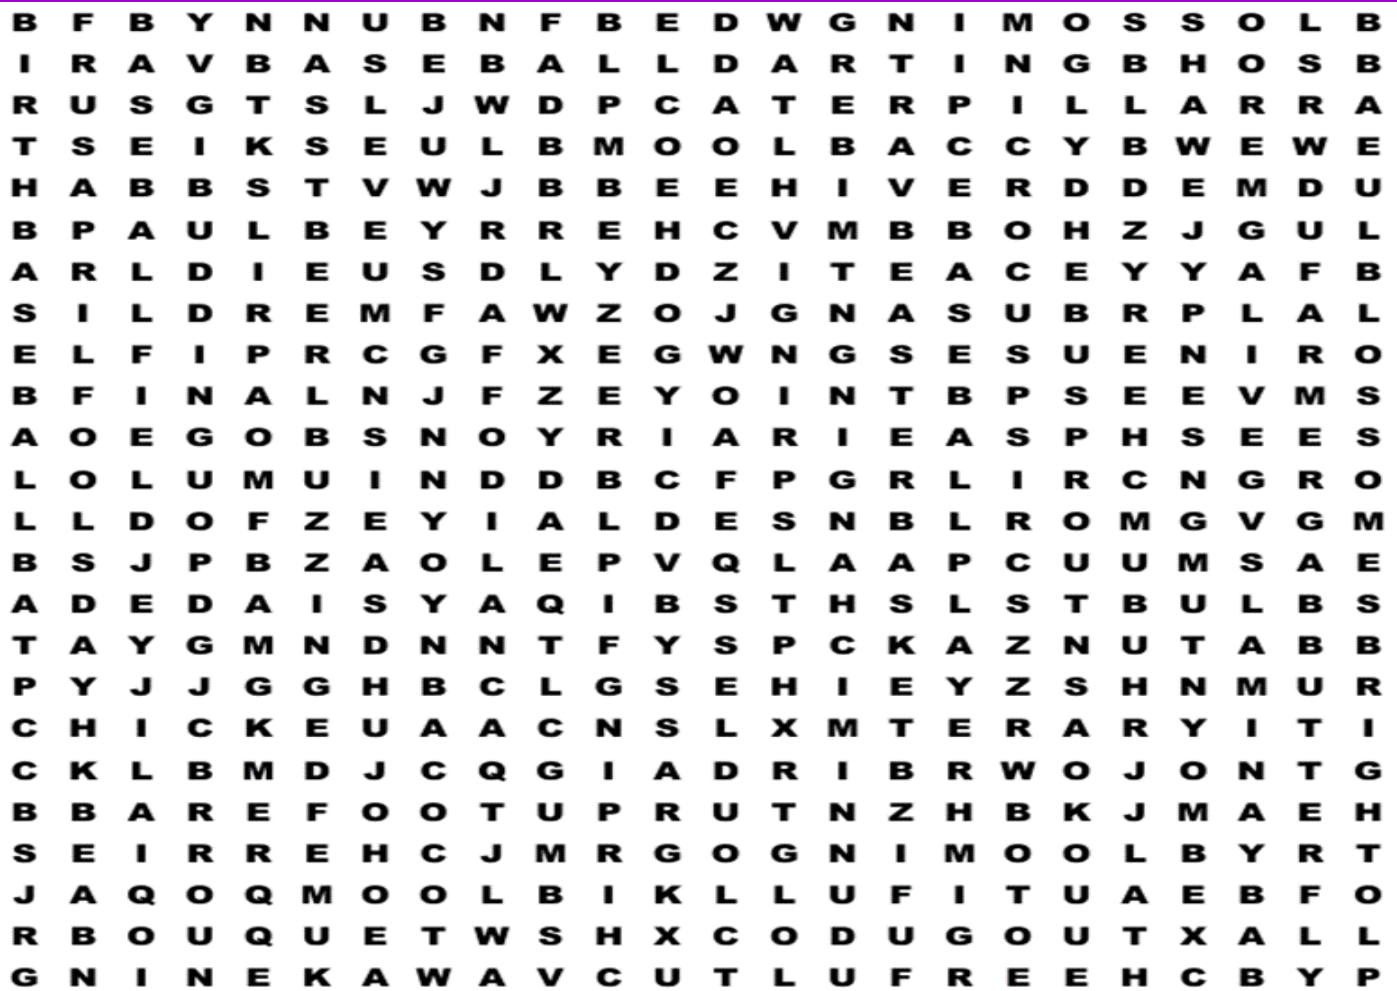 B F B Y N N U B N F B E D W G N I M O S S O L B
I R A V B A S E B A L L D A R T I N G B H O S B
R U S G T S L J W D P C A T E R P I L L A R R A
T S E I K S E U L B M O O L B A C C Y B W E W E
H A B B S T V W J B B E E H I V E R D D E M D U
B P A U L B E Y R R E H C V M B B O H Z J G U L
A R L D I E U S D L Y D Z I T E A C E Y Y A F B
S I L D R E M F A W Z O J G N A S U B R P L A L
E L F I P R C G F X E G W N G S E S U E N I R O
B F I N A L N J F Z E Y O I N T B P S E E V M S
A O E G O B S N O Y R I A R I E A S P H S E E S
L O L U M U I N D D B C F P G R L I R C N G R O
L L D O F Z E Y I A L D E S N B L R O M G V G M
B S J P B Z A O L E P V Q L A A P C U U M S A E
A D E D A I S Y A Q I B S T H S L S T B U L B S
T A Y G M N D N N T F Y S P C K A Z N U T A B B
P Y J J G G H B C L G S E H I E Y Z S H N M U R
C H I C K E U A A C N S L X M T E R A R Y I T I
C K L B M D J C Q G I A D R I B R W O J O N T G
B B A R E F O O T U P R U T N Z H B K J M A E H
S E I R R E H C J M R G O G N I M O O L B Y R T
J A Q O Q M O O L B I K L L U F I T U A E B F O
R B O U Q U E T W S H X C O D U G O U T X A L L
G N I N E K A W A V C U T L U F R E E H C B Y P